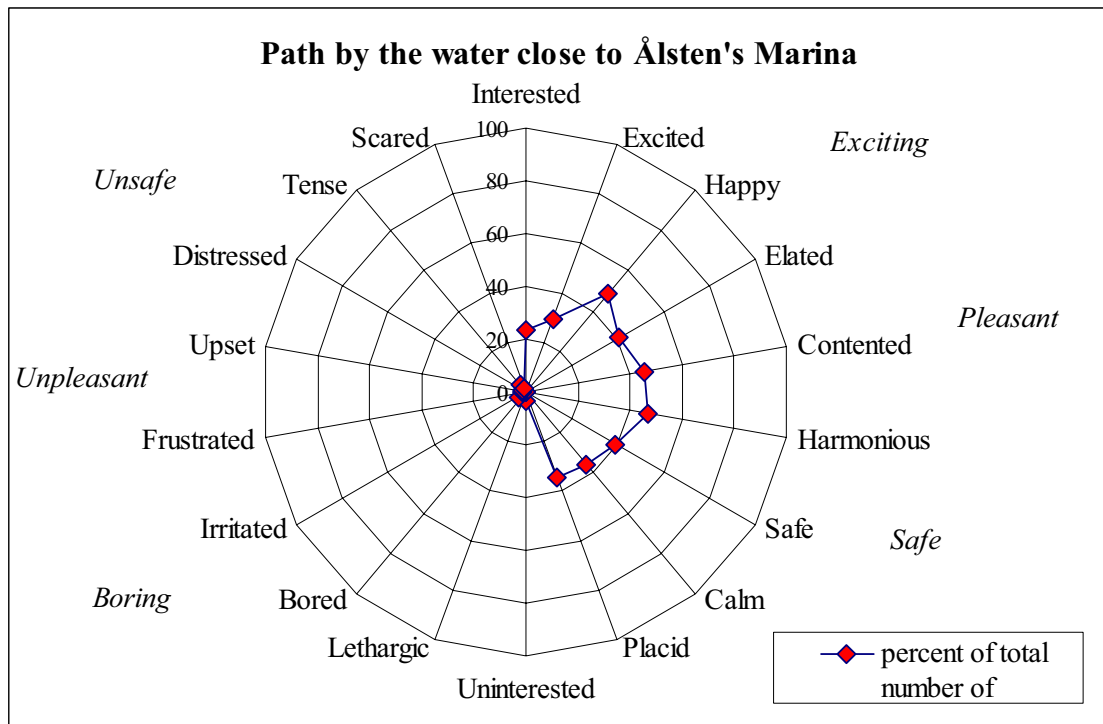 Path by the water close to Ålsten's Marina
Interested
Excited
Happy
Elated
Contented
Harmonious
Safe
Calm
Placid
Uninterested
Lethargic
Bored
Irritated
Frustrated
Upset
Distressed
Tense
Scared
100
80
60
40
20
0
Exciting
Pleasant
Safe
Boring
Unpleasant
Unsafe
percent of total
number of